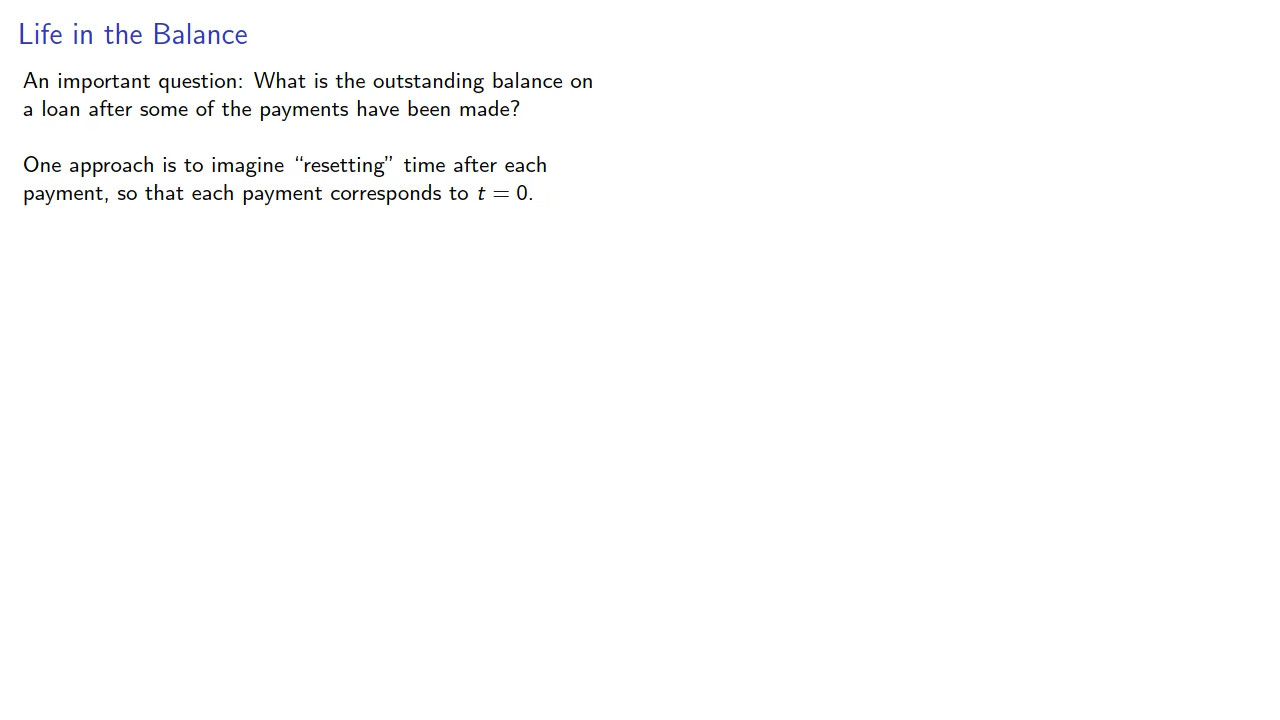 Life in the Balance
An important question: What is the outstanding balance on
a loan after some of the payments have been made?
One approach is to imagine “resetting” time after each
payment, so that each payment corresponds to t = 0.